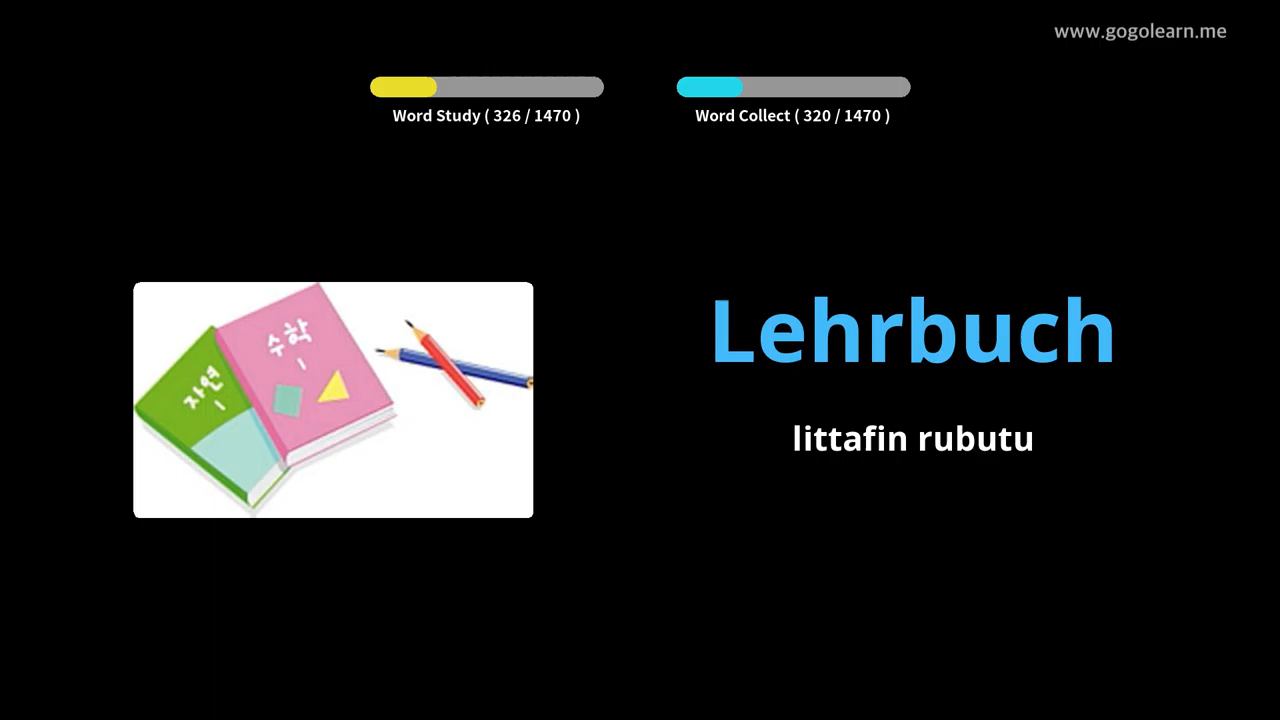 www.gogolearn.me
Word Study ( 326 / 1470 )
Word Collect ( 320 / 1470 )
수학
1
자연
1
Lehrbuch
littafin rubutu